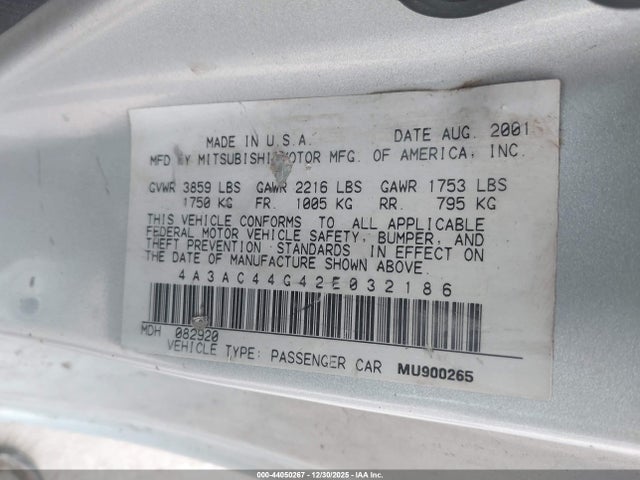 MADE IN U.S.A. DATE AUG. 2001
MFD BY MITSUBISHI MOTOR MFG. OF AMERICA, INC.
GVWR 3859 LBS GAWR 2216 LBS GAWR 1753 LBS
1750 KG FR. 1005 KG RR. 795 KG
THIS VEHICLE CONFORMS TO ALL APPLICABLE
FEDERAL MOTOR VEHICLE SAFETY, BUMPER, AND
THEFT PREVENTION STANDARDS IN EFFECT ON
THE DATE OF MANUFACTURE SHOWN ABOVE.
4A3AC44G42E032186
MDH 082920
VEHICLE TYPE: PASSENGER CAR MU900265
000-44050267 - 12/30/2025 - IAA Inc.